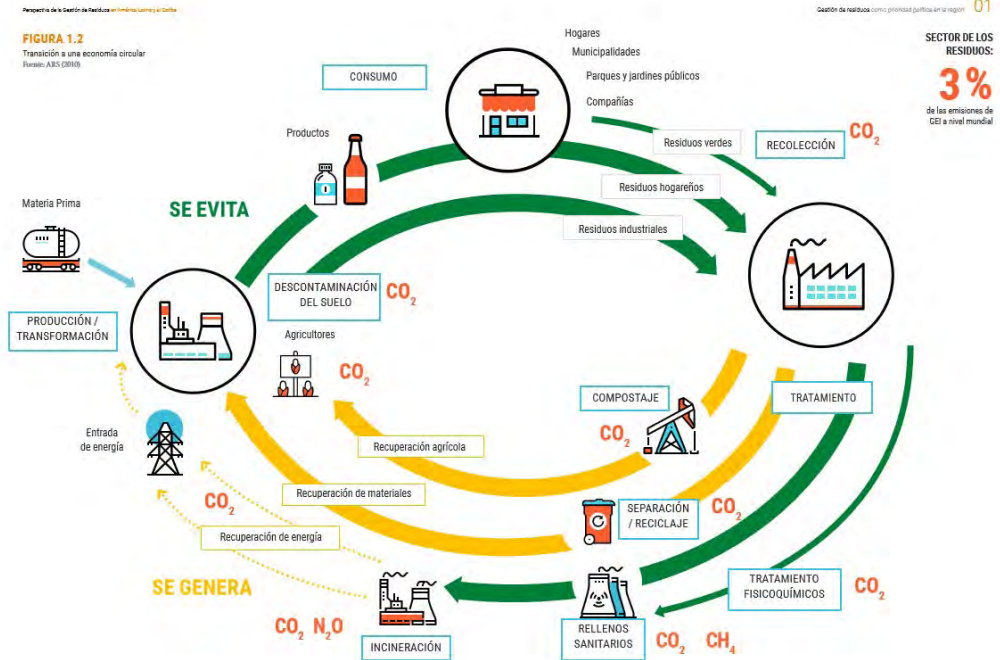 Perspectiva de la Gestión de Residuos en América Latina y el Caribe
Gestión de residuos como prioridad política en la región
01
FIGURA 1.2
Transición a una economía circular
Fuente: ARS (2010)
SECTOR DE LOS
RESIDUOS:
3 %
de las emisiones de
GEI a nivel mundial
CONSUMO
Hogares
Municipalidades
Parques y jardines públicos
Compañías
Productos
Residuos verdes
RECOLECCIÓN
CO2
Residuos hogareños
Residuos industriales
Materia Prima
SE EVITA
DESCONTAMINACIÓN
DEL SUELO
CO2
PRODUCCIÓN /
TRANSFORMACIÓN
Agricultores
CO2
COMPOSTAJE
CO2
TRATAMIENTO
Entrada
de energía
Recuperación agrícola
Recuperación de materiales
CO2
SEPARACIÓN
/ RECICLAJE
CO2
Recuperación de energía
SE GENERA
TRATAMIENTO
FISICOQUÍMICOS
CO2
CO2 N2O
INCINERACIÓN
RELLENOS
SANITARIOS
CO2 CH4